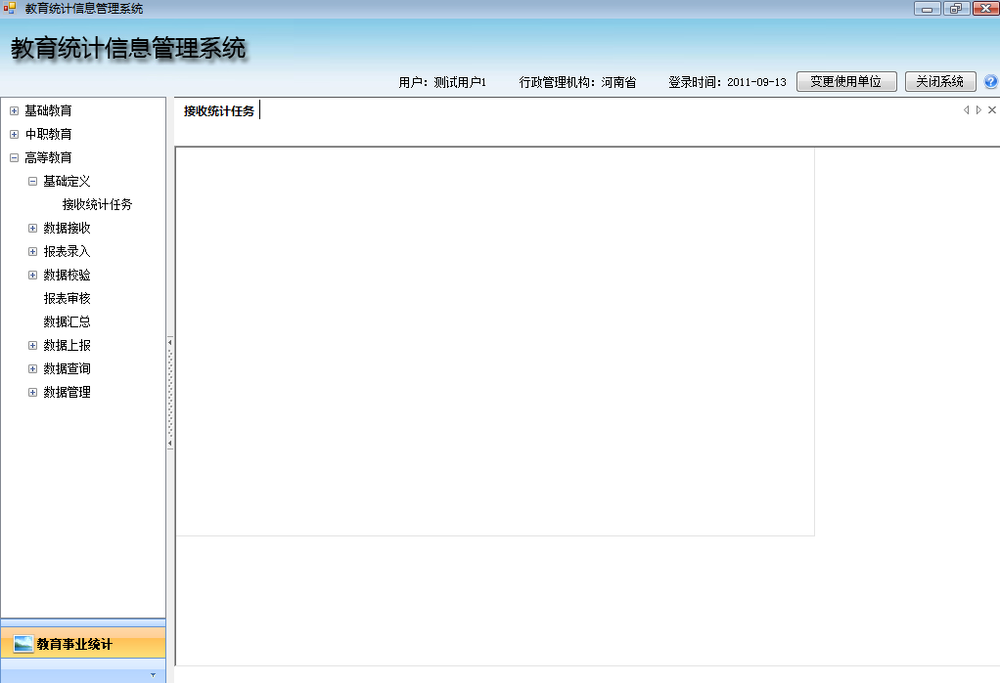 教育统计信息管理系统
教育统计信息管理系统
用户: 测试用户1 行政管理机构: 河南省 登录时间: 2011-09-13 变更使用单位 关闭系统
基础教育
中职教育
高等教育
基础定义
接收统计任务
数据接收
报表录入
数据校验
报表审核
数据汇总
数据上报
数据查询
数据管理
教育事业统计
接收统计任务